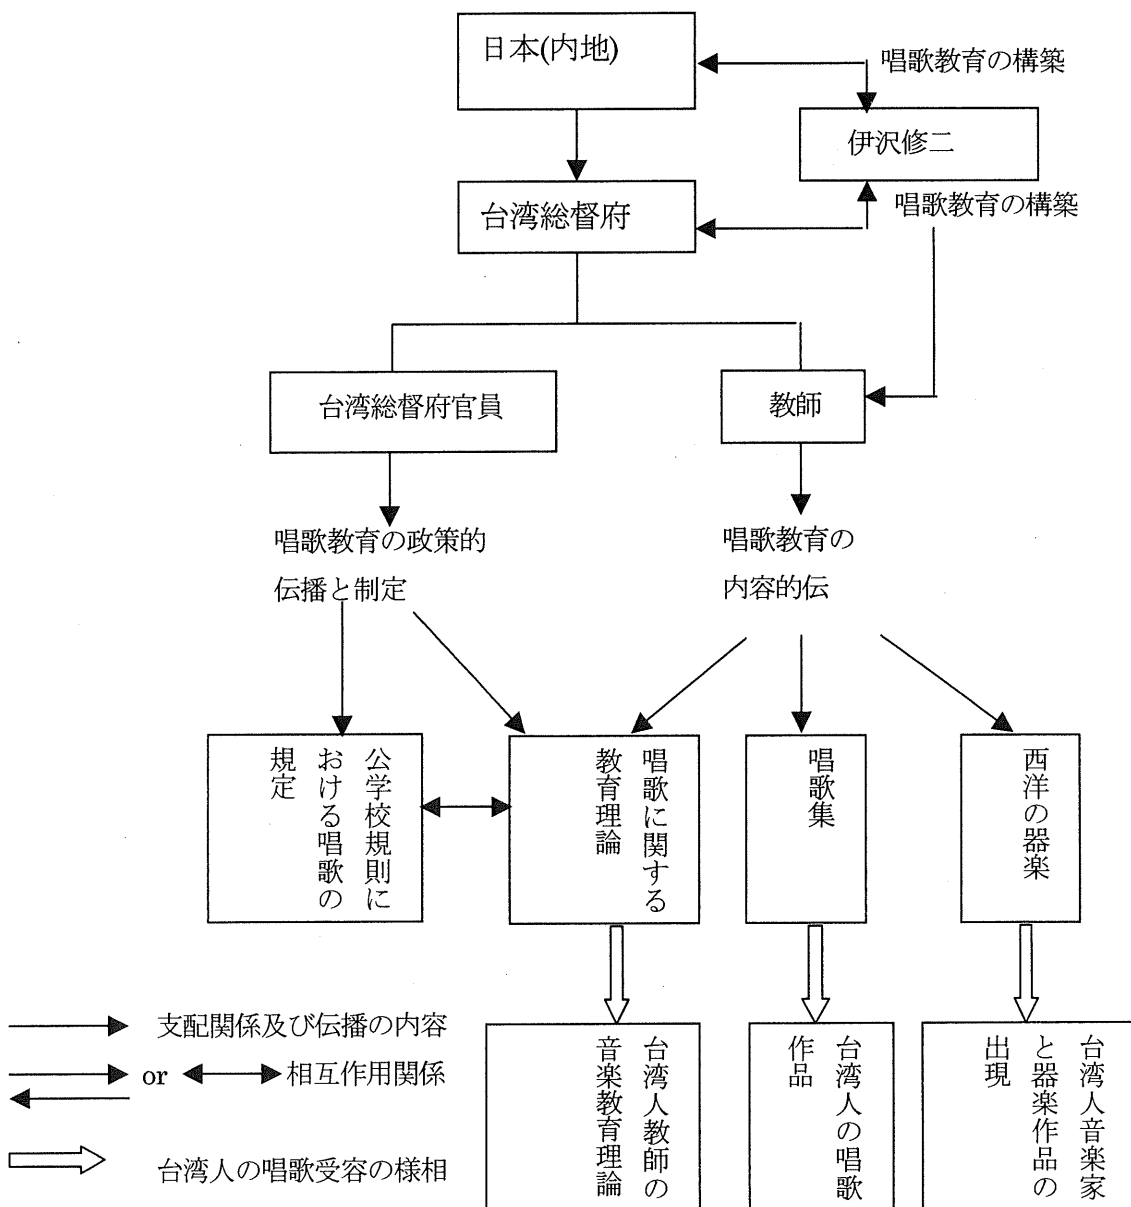 日本(内地)
唱歌教育の構築
伊沢修二
台湾総督府
唱歌教育の構築
台湾総督府官員
教師
唱歌教育の政策的
伝播と制定
唱歌教育の
内容的伝
公学校規則に
おける唱歌の
規定
唱歌に関する
教育理論
唱歌集
西洋の器楽
支配関係及び伝播の内容
or
相互作用関係
台湾人の唱歌受容の様相
台湾人教師の
音楽教育理論
台湾人の唱歌
作品
台湾人音楽家
と器楽作品の
出現